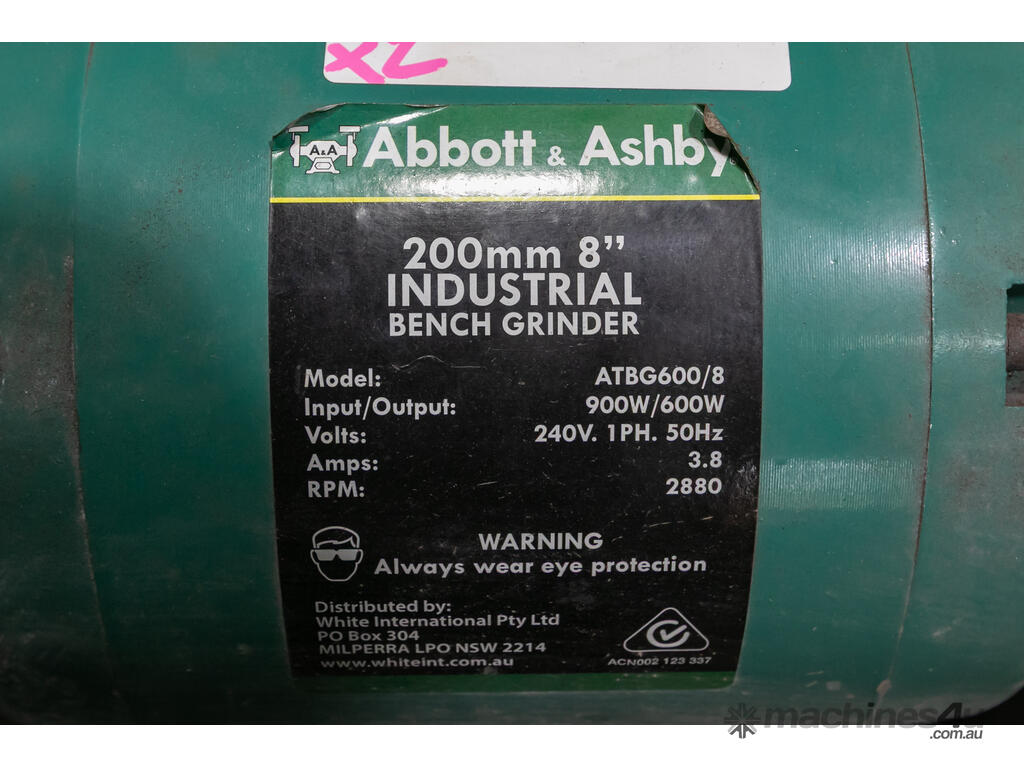 X2
A&A Abbott & Ashby
200mm 8”
INDUSTRIAL
BENCH GRINDER
Model: ATBG600/8
Input/Output: 900W/600W
Volts: 240V. 1PH. 50Hz
Amps: 3.8
RPM: 2880
WARNING
Always wear eye protection
Distributed by:
White International Pty Ltd
PO Box 304
MILPERRA LPO NSW 2214
www.whiteint.com.au
ACN002 123 337
machines4u
.com.au